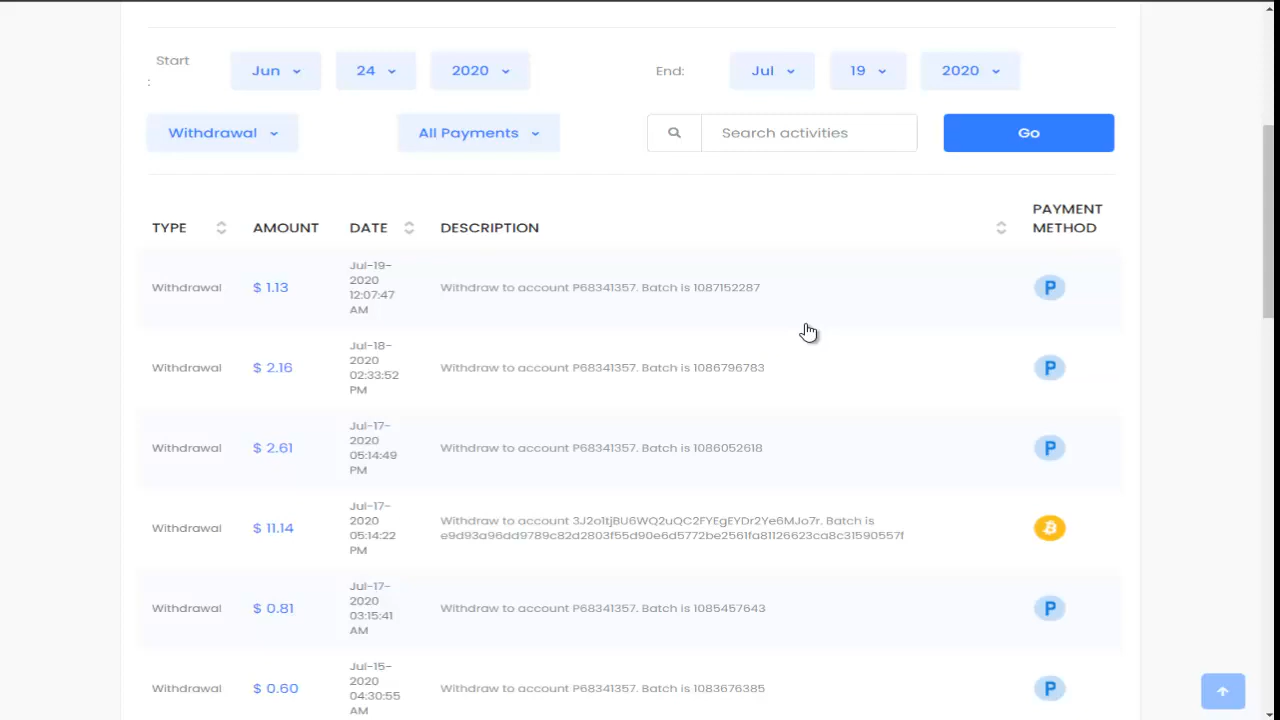 Start
:
Jun
24
2020
End:
Jul
19
2020
Withdrawal
All Payments
Search activities
Go
TYPE
AMOUNT
DATE
DESCRIPTION
PAYMENT
METHOD
Withdrawal
$ 1.13
Jul-19-
2020
12:07:47
AM
Withdraw to account P68341357. Batch is 1087152287
P
Withdrawal
$ 2.16
Jul-18-
2020
02:33:52
PM
Withdraw to account P68341357. Batch is 1086796783
P
Withdrawal
$ 2.61
Jul-17-
2020
05:14:49
PM
Withdraw to account P68341357. Batch is 1086052618
P
Withdrawal
$ 11.14
Jul-17-
2020
05:14:22
PM
Withdraw to account 3J2o1tjBU6WQ2uQC2FYEgEYDr2Ye6MJo7r. Batch is
e9d93a96dd9789c82d2803f55d90e6d5772be2561fa81126623ca8c31590557f
Withdrawal
$ 0.81
Jul-17-
2020
03:15:41
AM
Withdraw to account P68341357. Batch is 1085457643
P
Withdrawal
$ 0.60
Jul-15-
2020
04:30:55
AM
Withdraw to account P68341357. Batch is 1083676385
P